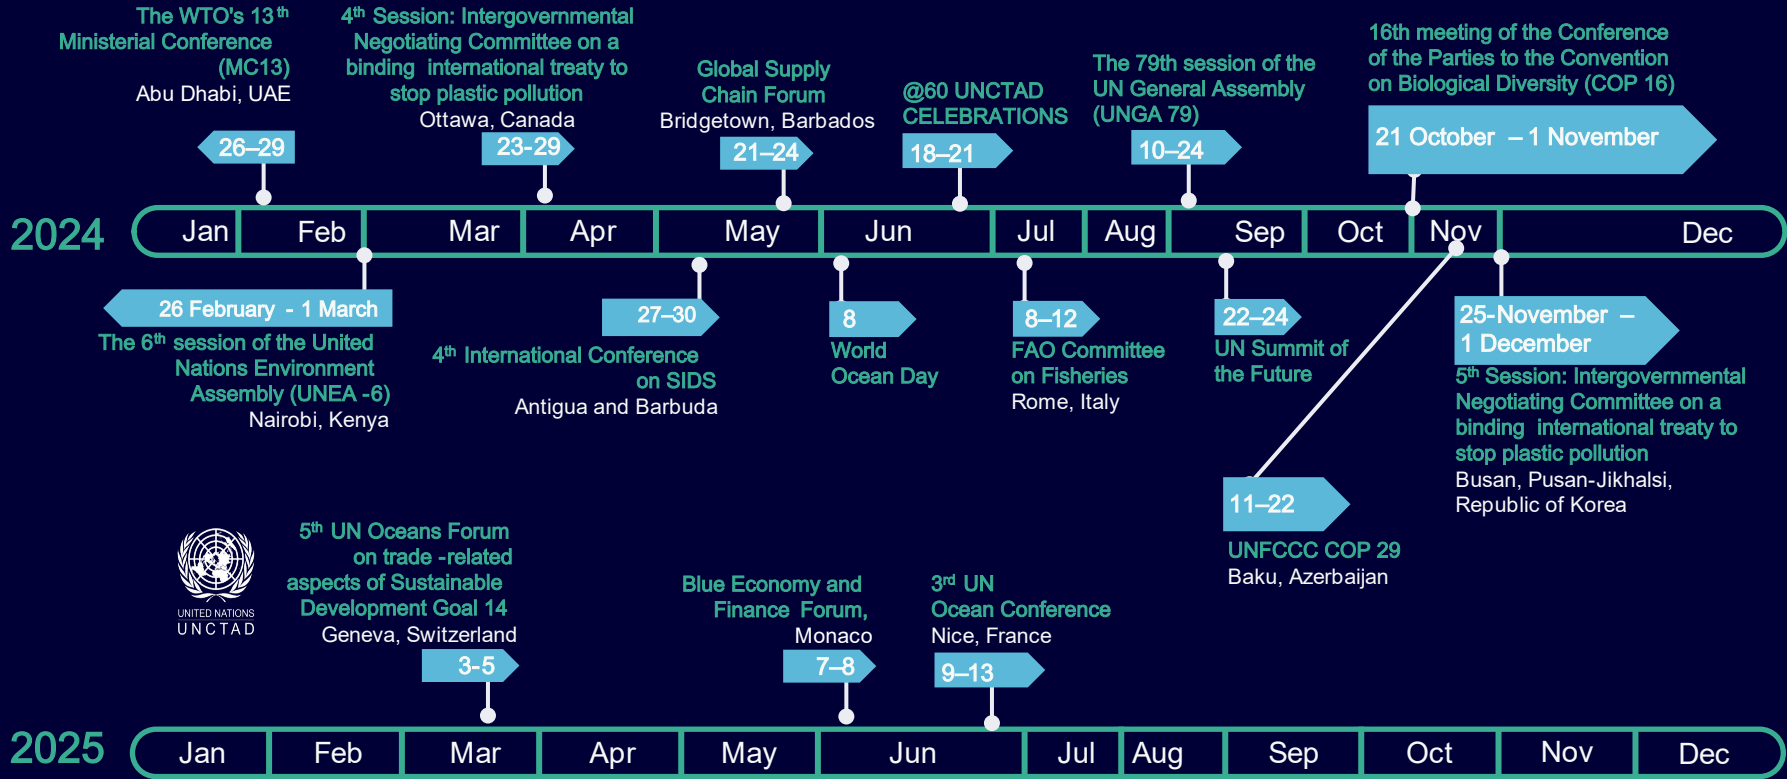 The WTO's 13th
Ministerial Conference
(MC13)
Abu Dhabi, UAE
26–29
4th Session: Intergovernmental
Negotiating Committee on a
binding international treaty to
stop plastic pollution
Ottawa, Canada
23-29
Global Supply
Chain Forum
Bridgetown, Barbados
21–24
@60 UNCTAD
CELEBRATIONS
18–21
The 79th session of the
UN General Assembly
(UNGA 79)
10–24
16th meeting of the Conference
of the Parties to the Convention
on Biological Diversity (COP 16)
21 October – 1 November
2024
Jan Feb Mar Apr May Jun Jul Aug Sep Oct Nov Dec
26 February - 1 March
The 6th session of the United
Nations Environment
Assembly (UNEA -6)
Nairobi, Kenya
27–30
4th International Conference
on SIDS
Antigua and Barbuda
8
World
Ocean Day
8–12
FAO Committee
on Fisheries
Rome, Italy
22–24
UN Summit of
the Future
11–22
UNFCCC COP 29
Baku, Azerbaijan
25-November –
1 December
5th Session: Intergovernmental
Negotiating Committee on a
binding international treaty to
stop plastic pollution
Busan, Pusan-Jikhalsi,
Republic of Korea
UNITED NATIONS
UNCTAD
5th UN Oceans Forum
on trade -related
aspects of Sustainable
Development Goal 14
Geneva, Switzerland
3-5
Blue Economy and
Finance Forum,
Monaco
7–8
3rd UN
Ocean Conference
Nice, France
9–13
2025
Jan Feb Mar Apr May Jun Jul Aug Sep Oct Nov Dec